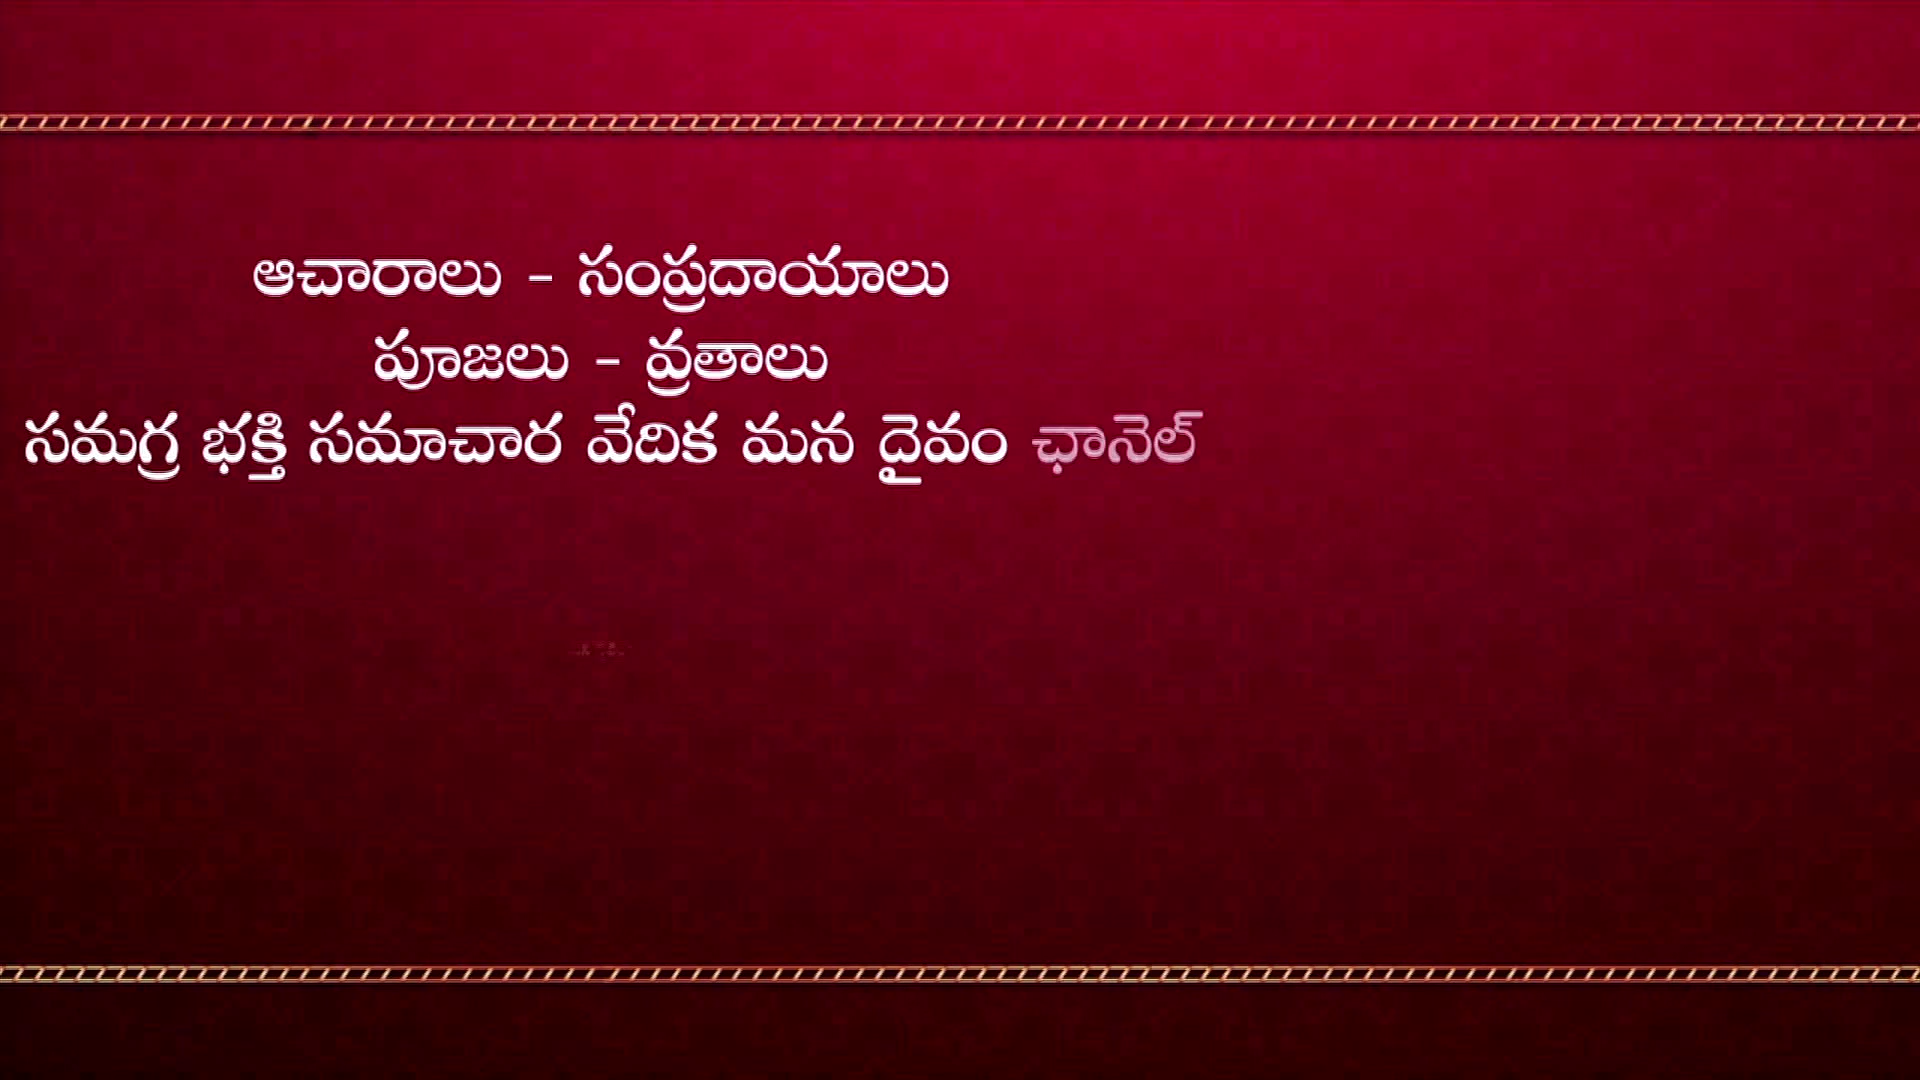 ఆచారాలు - సంప్రదాయాలు
పూజలు - వ్రతాలు
సమగ్ర భక్తి సమాచార వేదిక మన దైవం ఛానెల్